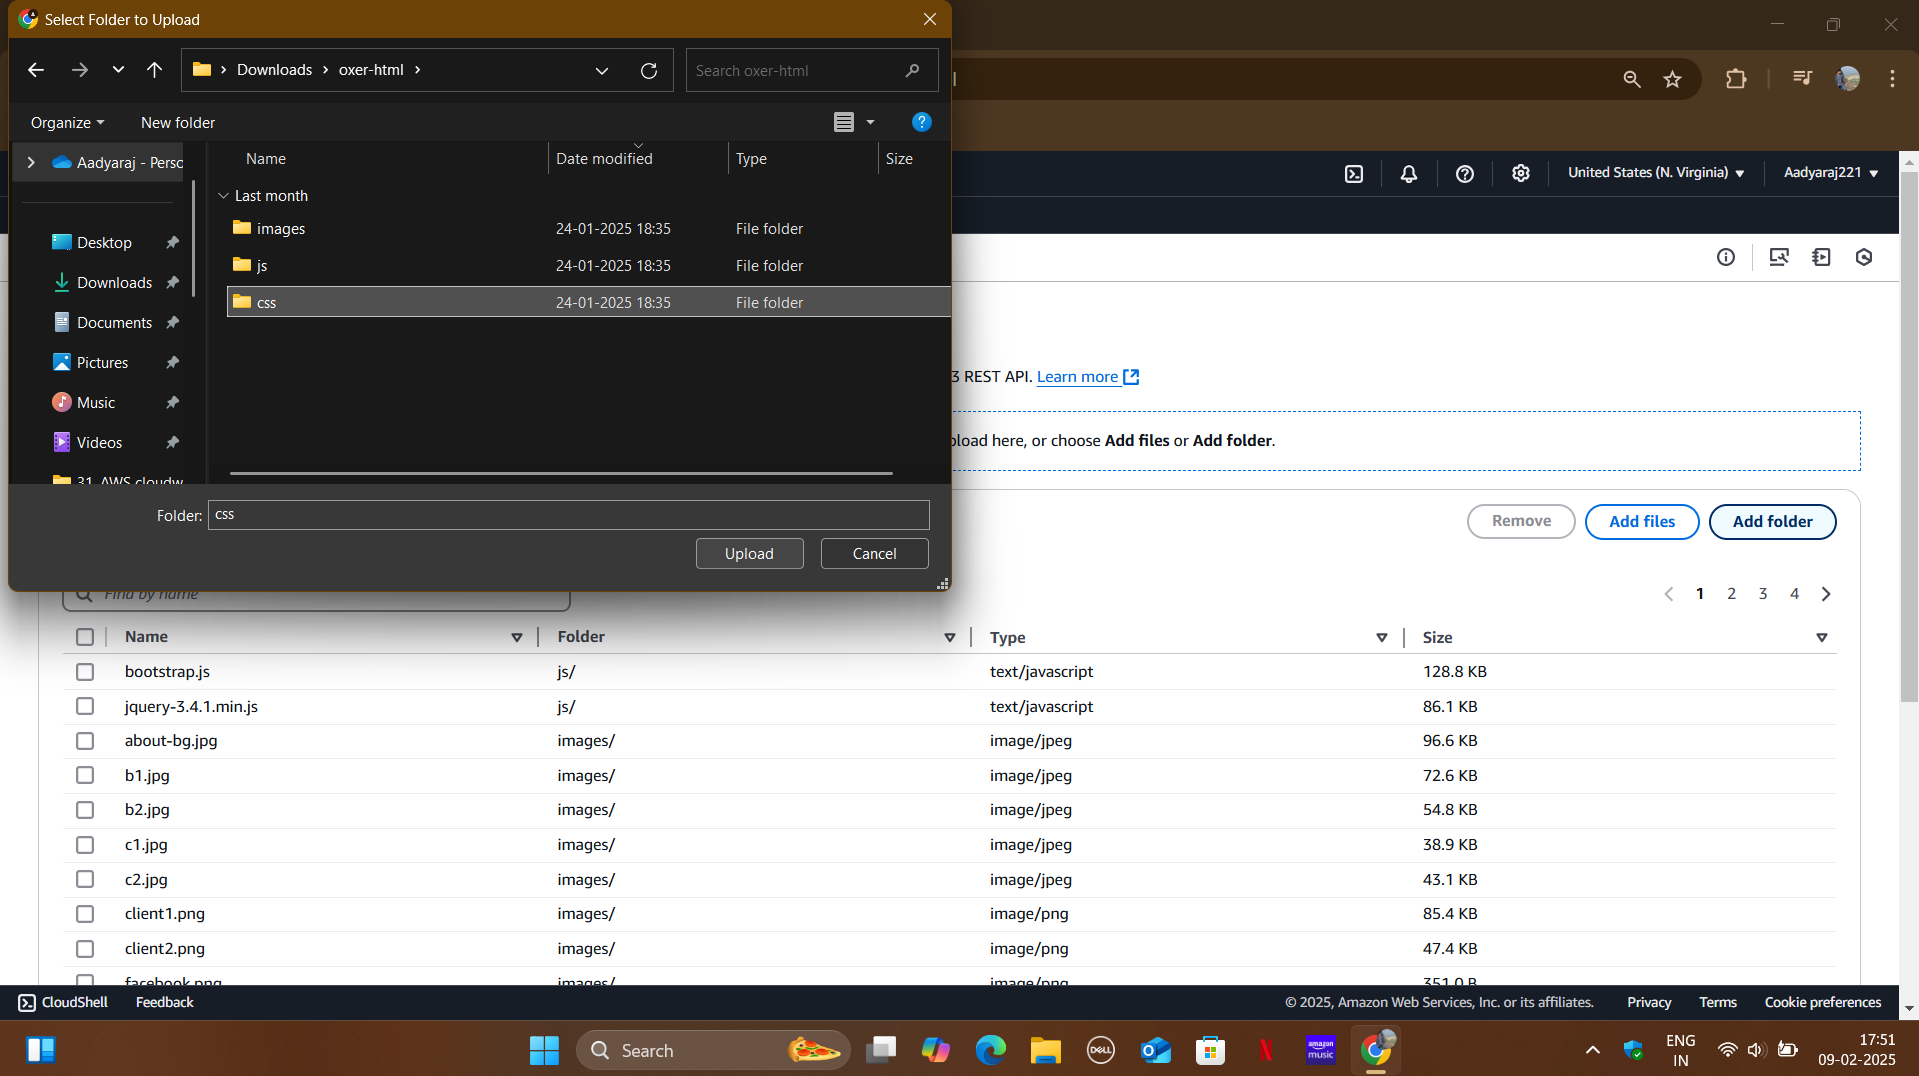 Select Folder to Upload
Downloads
oxer-html
Search oxer-html
Organize
New folder
Name
Date modified
Type
Size
Last month
images 24-01-2025 18:35 File folder
js 24-01-2025 18:35 File folder
css 24-01-2025 18:35 File folder
Aadyaraj - Perso
Desktop
Downloads
Documents
Pictures
Music
Videos
31. AWS cloudw
Folder: css
Upload
Cancel
United States (N. Virginia)
Aadyaraj221
3 REST API. Learn more
pload here, or choose Add files or Add folder.
Remove
Add files
Add folder
Find by name
1 2 3 4
Name Folder Type Size
bootstrap.js js/ text/javascript 128.8 KB
jquery-3.4.1.min.js js/ text/javascript 86.1 KB
about-bg.jpg images/ image/jpeg 96.6 KB
b1.jpg images/ image/jpeg 72.6 KB
b2.jpg images/ image/jpeg 54.8 KB
c1.jpg images/ image/jpeg 38.9 KB
c2.jpg images/ image/jpeg 43.1 KB
client1.png images/ image/png 85.4 KB
client2.png images/ image/png 47.4 KB
facebook.png images/ image/png 351.0 B
CloudShell
Feedback
© 2025, Amazon Web Services, Inc. or its affiliates.
Privacy
Terms
Cookie preferences
Search
DELL
amazon music
ENG
IN
17:51
09-02-2025